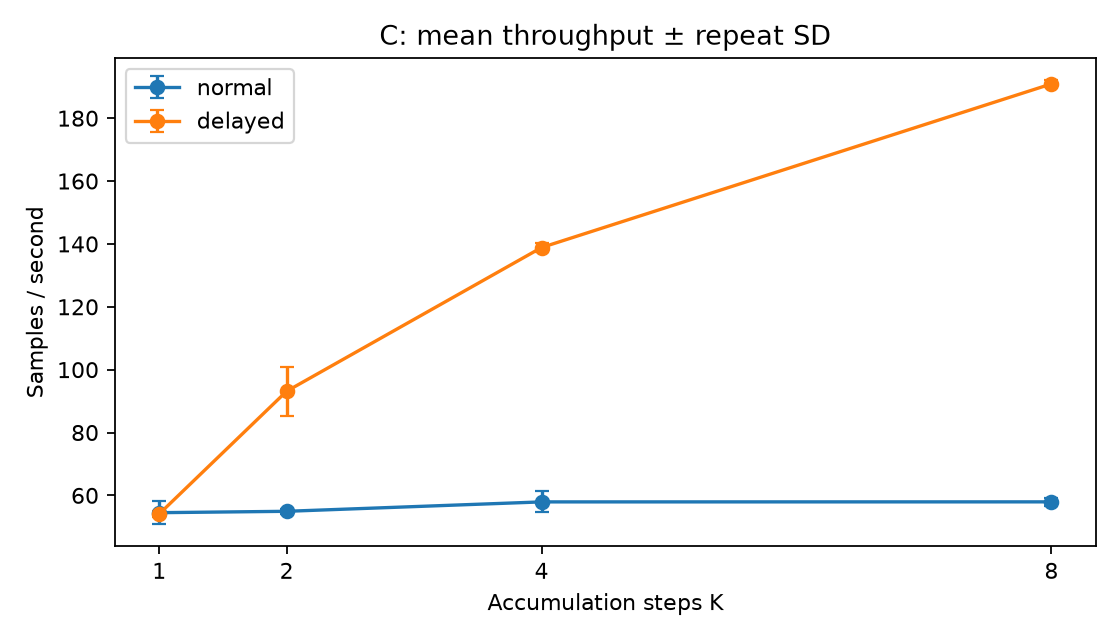 C: mean throughput ± repeat SD
normal
delayed
Samples / second
180
160
140
120
100
80
60
1 2 4 8
Accumulation steps K